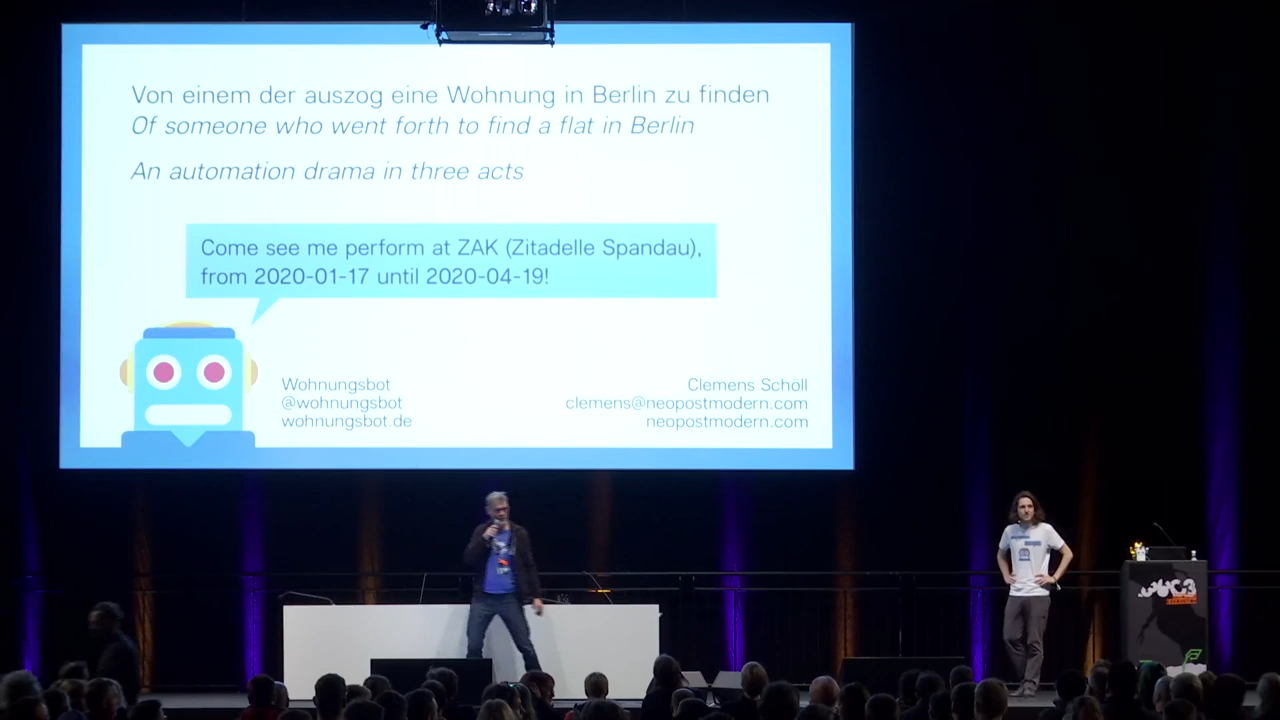 Von einem der auszog eine Wohnung in Berlin zu finden
Of someone who went forth to find a flat in Berlin
An automation drama in three acts
Come see me perform at ZAK (Zitadelle Spandau),
from 2020-01-17 until 2020-04-19!
Wohnungsbot
@wohnungsbot
wohnungsbot.de
Clemens Schöll
clemens@neopostmodern.com
neopostmodern.com